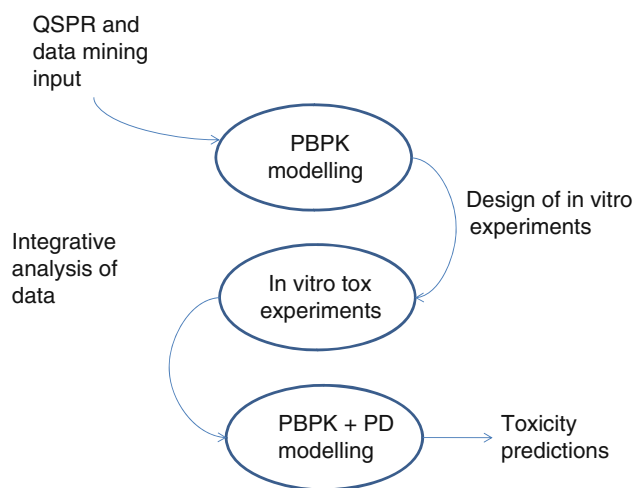 QSPR and
data mining
input
PBPK
modelling
Design of in vitro
experiments
Integrative
analysis of
data
In vitro tox
experiments
PBPK + PD
modelling
Toxicity
predictions